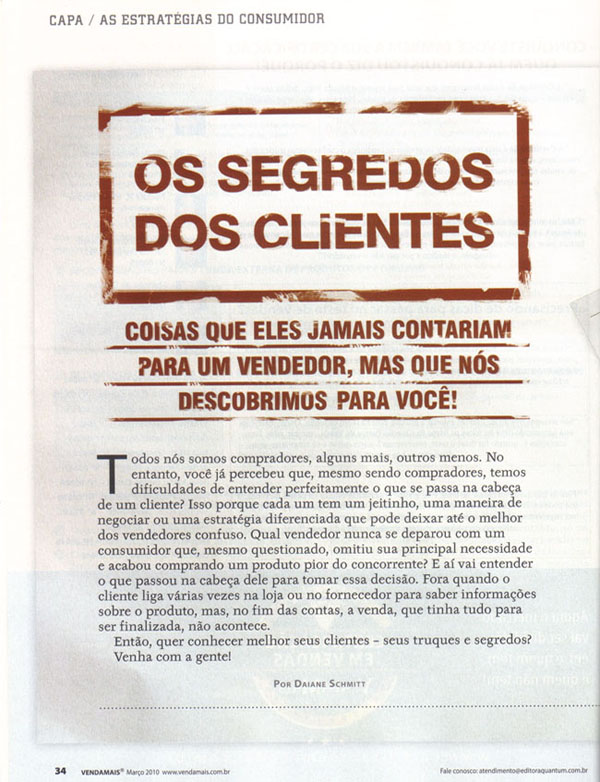 CAPA / AS ESTRATÉGIAS DO CONSUMIDOR
OS SEGREDOS
DOS CLIENTES
COISAS QUE ELES JAMAIS CONTARIAM
PARA UM VENDEDOR, MAS QUE NÓS
DESCOBRIMOS PARA VOCÊ!
Todos nós somos compradores, alguns mais, outros menos. No
entanto, você já percebeu que, mesmo sendo compradores, temos
dificuldades de entender perfeitamente o que se passa na cabeça
de um cliente? Isso porque cada um tem um jeitinho, uma maneira de
negociar ou uma estratégia diferenciada que pode deixar até o melhor
dos vendedores confuso. Qual vendedor nunca se deparou com um
consumidor que, mesmo questionado, omitiu sua principal necessidade
e acabou comprando um produto pior do concorrente? E aí vai entender
o que passou na cabeça dele para tomar essa decisão. Fora quando o
cliente liga várias vezes na loja ou no fornecedor para saber informações
sobre o produto, mas, no fim das contas, a venda, que tinha tudo para
ser finalizada, não acontece.
Então, quer conhecer melhor seus clientes – seus truques e segredos?
Venha com a gente!
POR DAIANE SCHMITT
34 VENDAMAIS® Março 2010 www.vendamais.com.br
Fale conosco: atendimento@editoraquantum.com.br